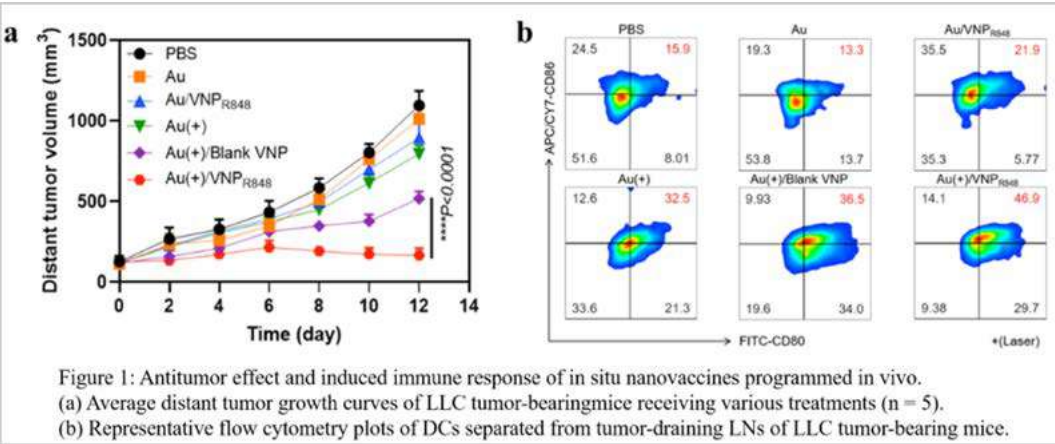 a
1500
1000
500
0
Distant tumor volume (mm³)
PBS
Au
Au/VNP_R848
Au(+)
Au(+)/Blank VNP
Au(+)/VNP_R848
****P<0.0001
0 2 4 6 8 10 12 14
Time (day)
b
APC/CY7-CD86
PBS Au Au/VNP_R848
24.5 15.9 19.3 13.3 35.5 21.9
51.6 8.01 53.8 13.7 35.3 5.77
Au(+) Au(+)/Blank VNP Au(+)/VNP_R848
12.6 32.5 9.93 36.5 14.1 46.9
33.6 21.3 19.6 34.0 9.38 29.7
FITC-CD80 +(Laser)
Figure 1: Antitumor effect and induced immune response of in situ nanovaccines programmed in vivo.
(a) Average distant tumor growth curves of LLC tumor-bearingmice receiving various treatments (n = 5).
(b) Representative flow cytometry plots of DCs separated from tumor-draining LNs of LLC tumor-bearing mice.